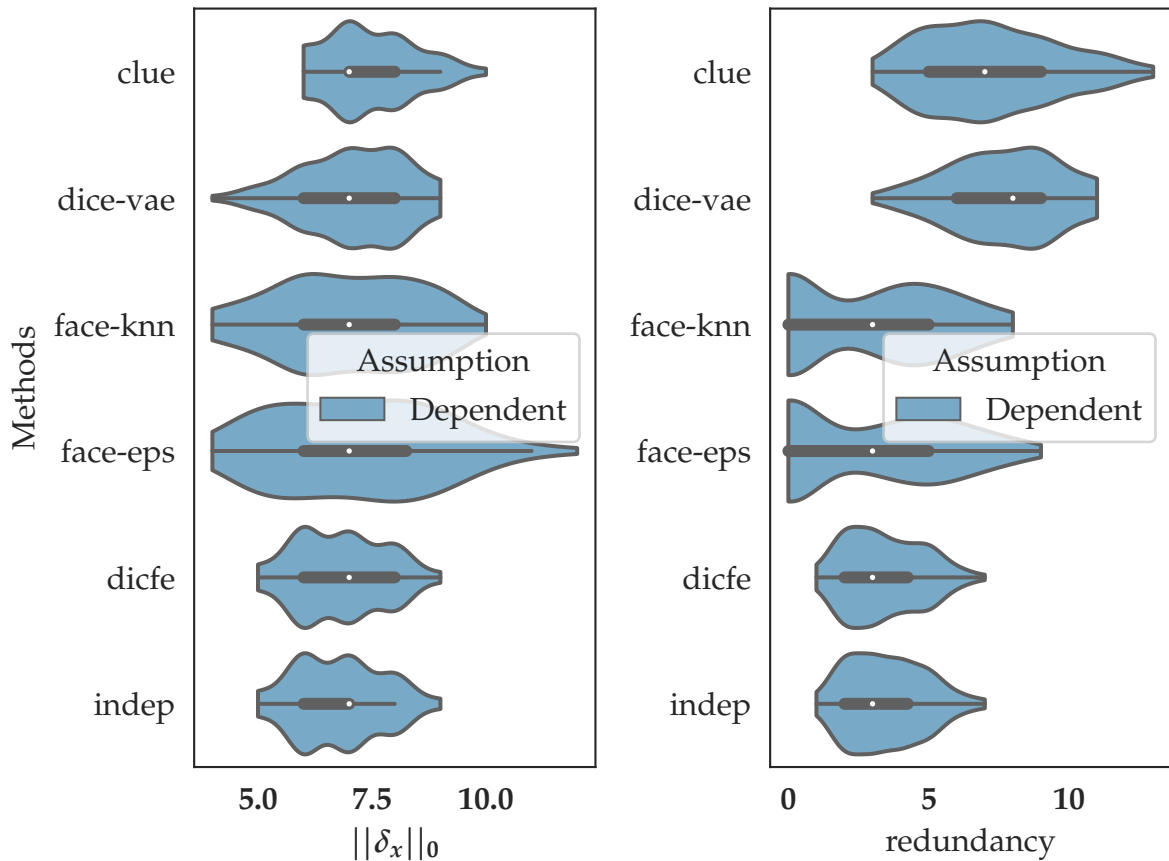 Methods
clue
dice-vae
face-knn
face-eps
dicfe
indep
Assumption
Dependent
5.0 7.5 10.0
||δx||0
clue
dice-vae
face-knn
face-eps
dicfe
indep
Assumption
Dependent
0 5 10
redundancy